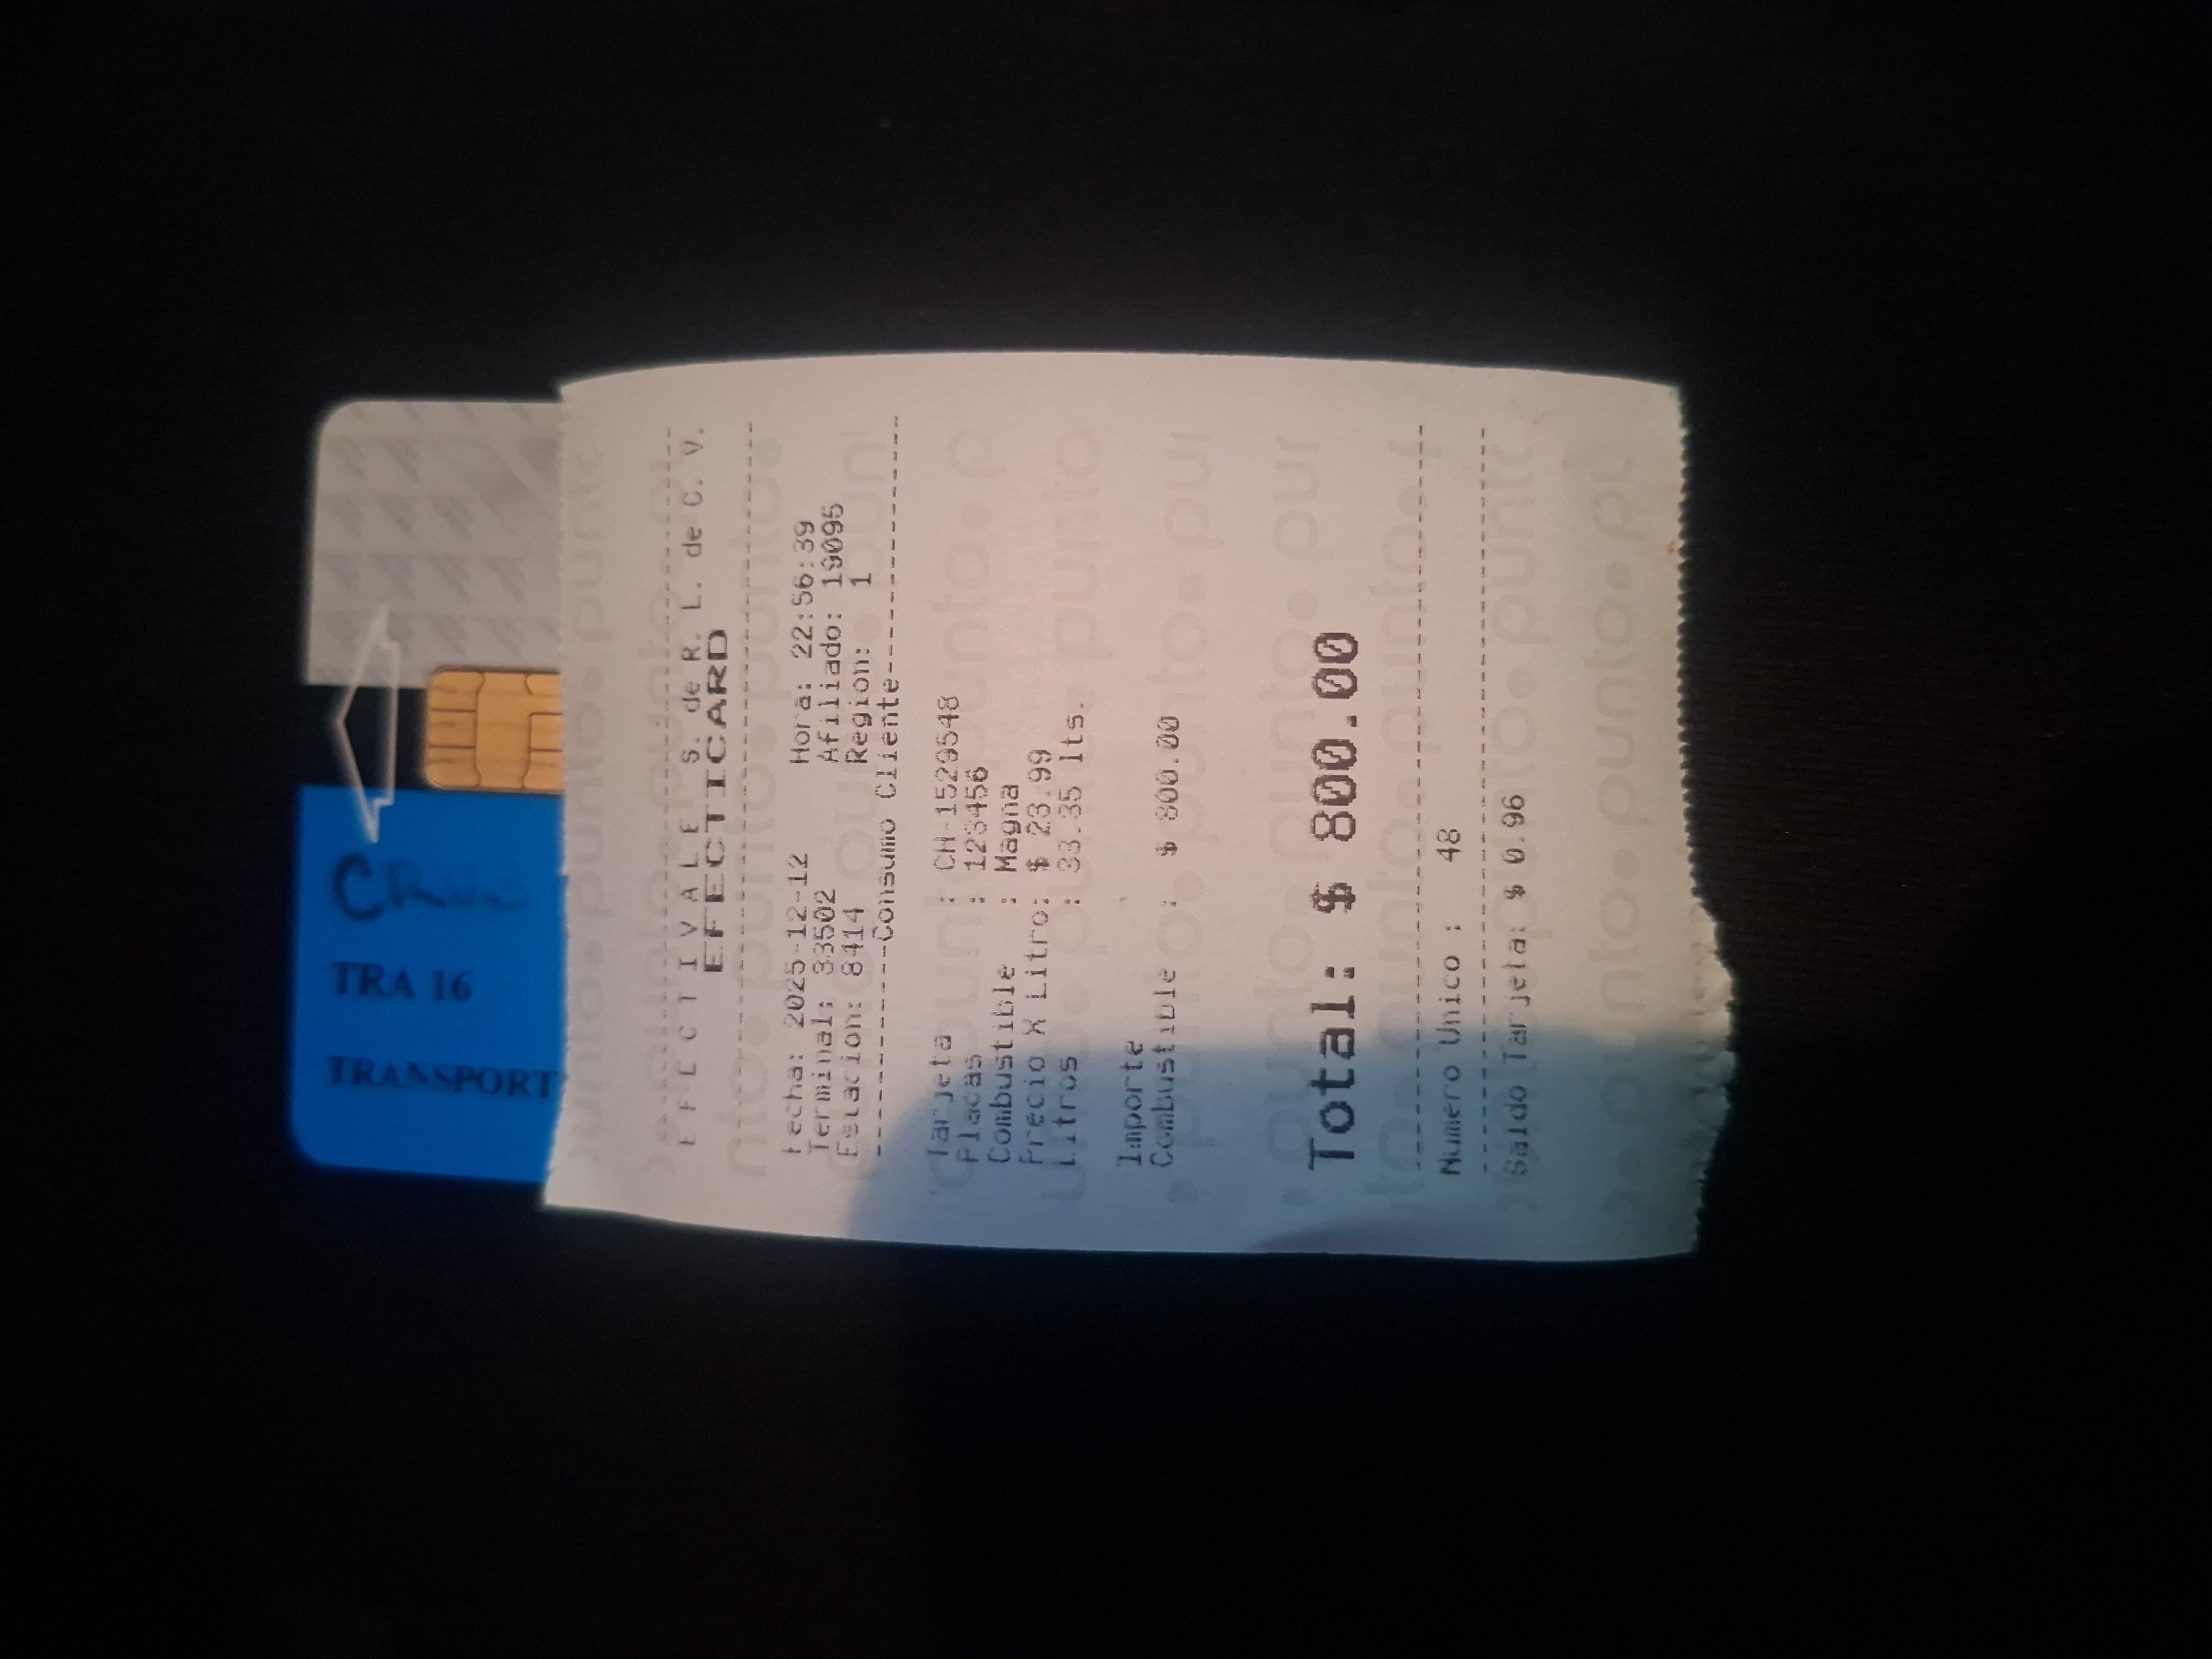 TRA 16
TRANSPORT
EFECTIVALE S. de R. L. de C. V.
EFECTICARD
Fecha: 2025-12-12 Hora: 22:56:39
Terminal: 33502 Afiliado: 19095
Estacion: 8414 Region: 1
--------Consumo Cliente--------
Tarjeta : CH-1529548
Placas : 123456
Combustible : Magna
Precio X Litro: $ 23.99
Litros : 33.35 lts.
Importe
Combustible : $ 800.00
Total: $ 800.00
Numero Unico : 48
Saldo Tarjeta: $ 0.96